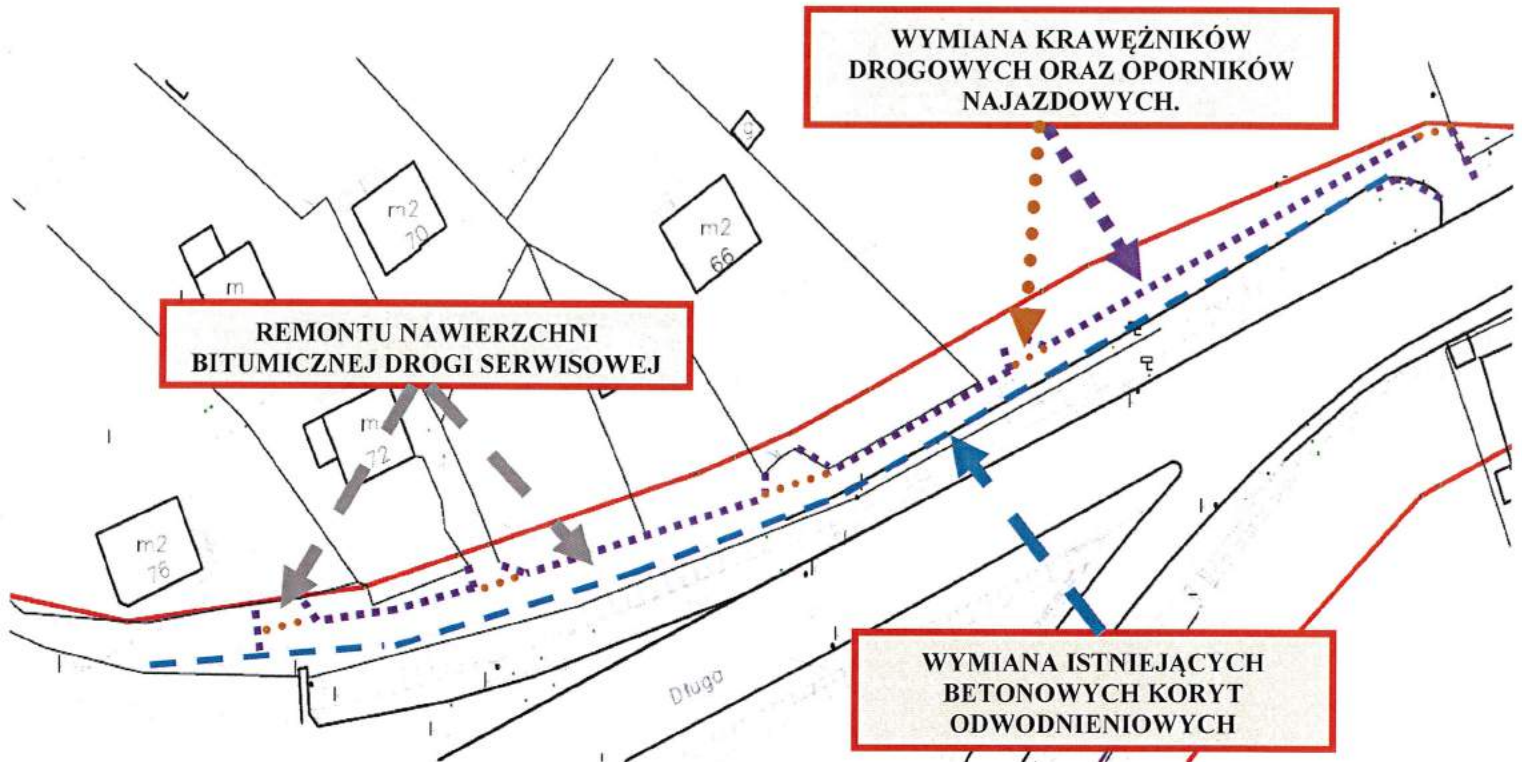 WYMIANA KRAWĘŻNIKÓW
DROGOWYCH ORAZ OPORNIKÓW
NAJAZDOWYCH.
g
m2
70
m2
66
m
REMONTU NAWIERZCHNI
BITUMICZNEJ DROGI SERWISOWEJ
m
72
m2
76
Długa
WYMIANA ISTNIEJĄCYCH
BETONOWYCH KORYT
ODWODNIENIOWYCH